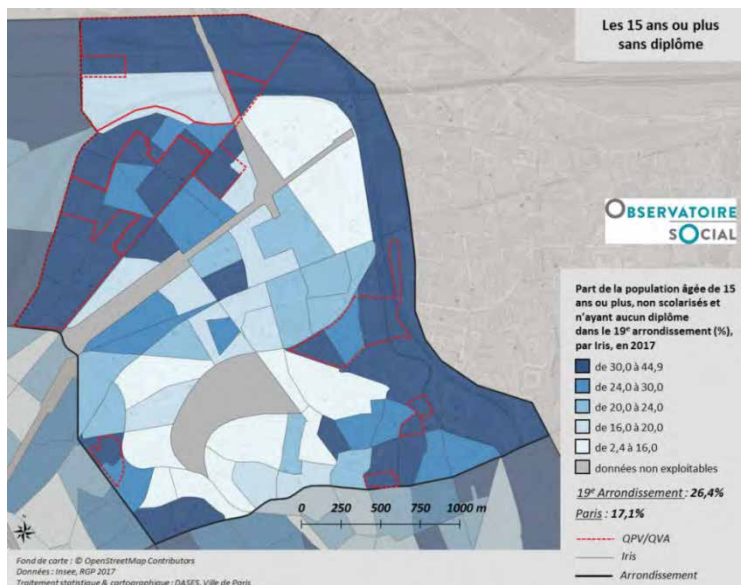 Les 15 ans ou plus
sans diplôme
OBSERVATOIRE
SOCIAL
Part de la population âgée de 15
ans ou plus, non scolarisés et
n'ayant aucun diplôme
dans le 19e arrondissement (%),
par Iris, en 2017
de 30,0 à 44,9
de 24,0 à 30,0
de 20,0 à 24,0
de 16,0 à 20,0
de 2,4 à 16,0
données non exploitables
19e Arrondissement : 26,4%
Paris : 17,1%
QPV/QVA
Iris
Arrondissement
0 250 500 750 1000 m
Fond de carte : © OpenStreetMap Contributors
Données : Insee, RGP 2017
Traitement statistique & cartographique : DASES, Ville de Paris